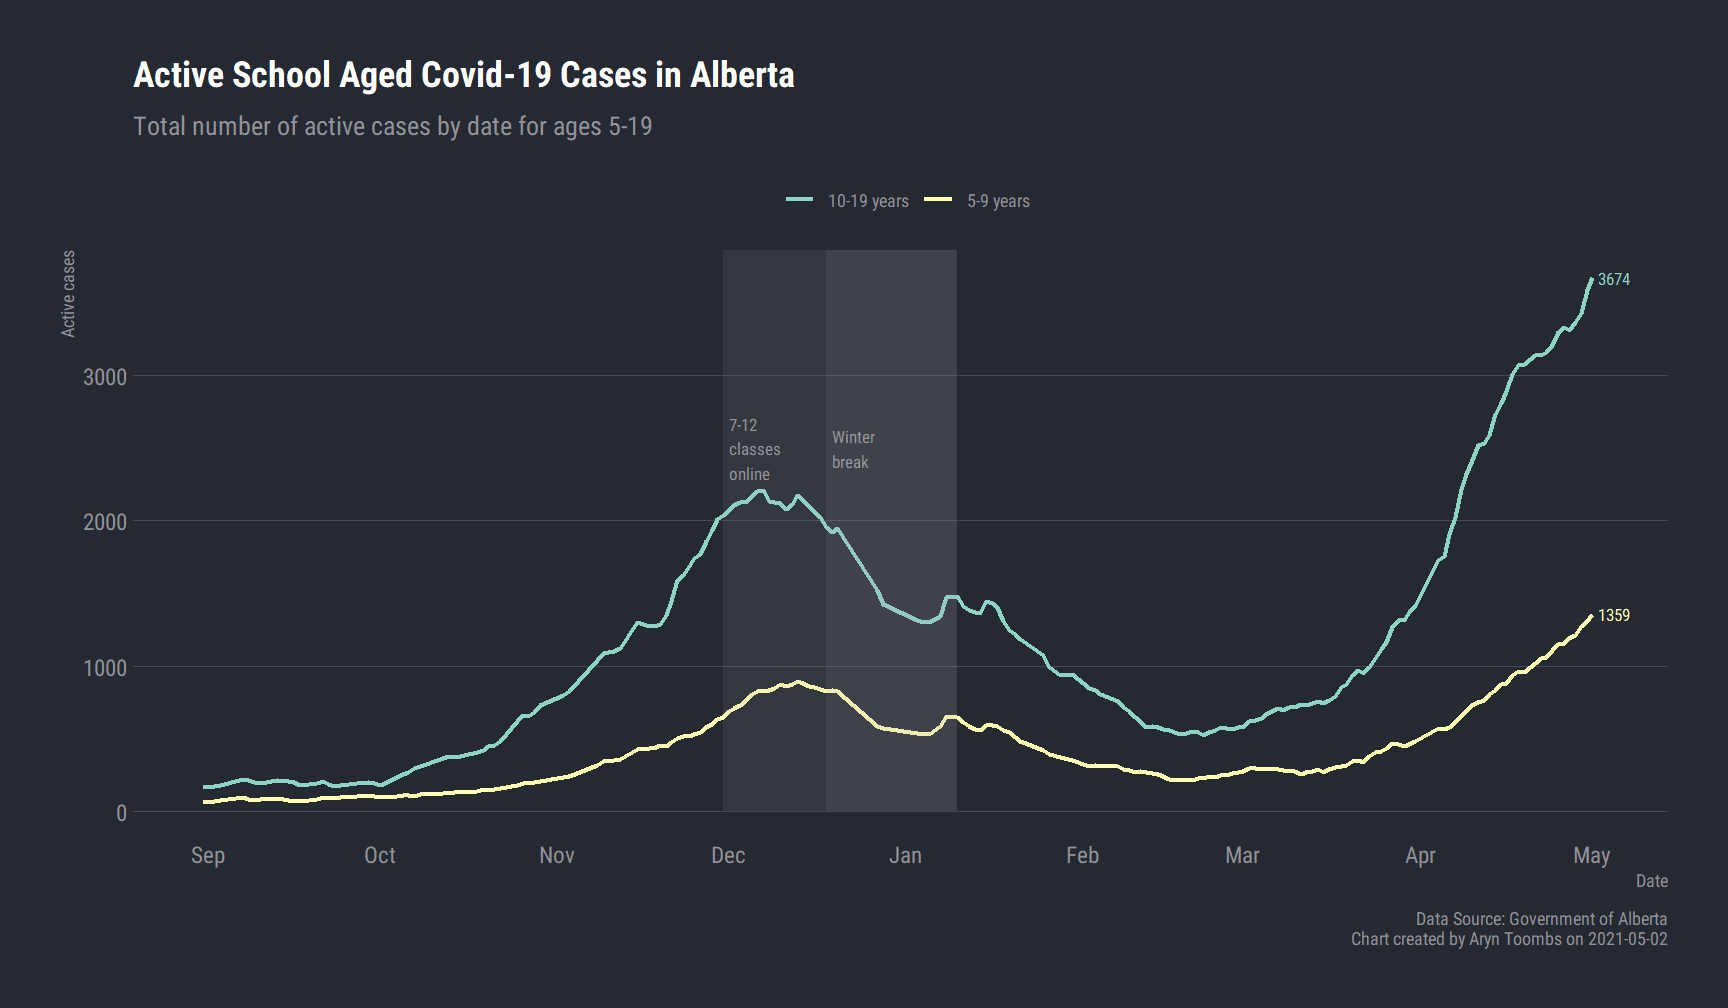 Active School Aged Covid-19 Cases in Alberta
Total number of active cases by date for ages 5-19
10-19 years
5-9 years
Active cases
3674
3000
7-12
classes
online
Winter
break
2000
1359
1000
0
Sep
Oct
Nov
Dec
Jan
Feb
Mar
Apr
May
Date
Data Source: Government of Alberta
Chart created by Aryn Toombs on 2021-05-02